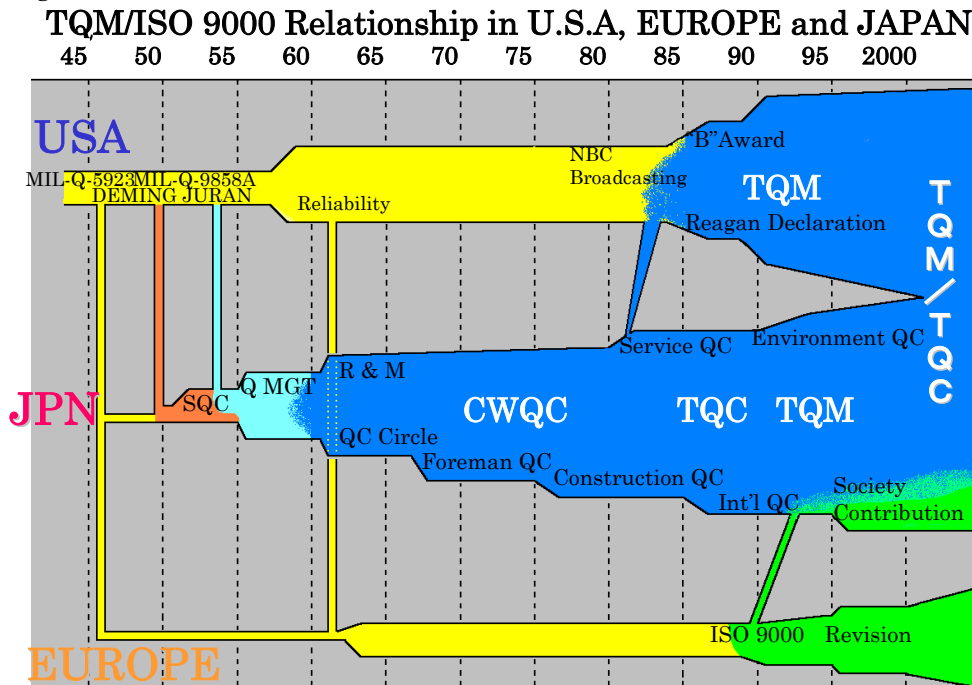 TQM/ISO 9000 Relationship in U.S.A, EUROPE and JAPAN
45 50 55 60 65 70 75 80 85 90 95 2000
USA
"B"Award
NBC
Broadcasting
MIL-Q-5923 MIL-Q-9858A
DEMING JURAN
TQM
Reliability
Reagan Declaration
TQM/TQC
Service QC
Environment QC
R & M
Q MGT
SQC
JPN
CWQC
TQC
TQM
QC Circle
Foreman QC
Construction QC
Society
Int'l QC
Contribution
ISO 9000
Revision
EUROPE